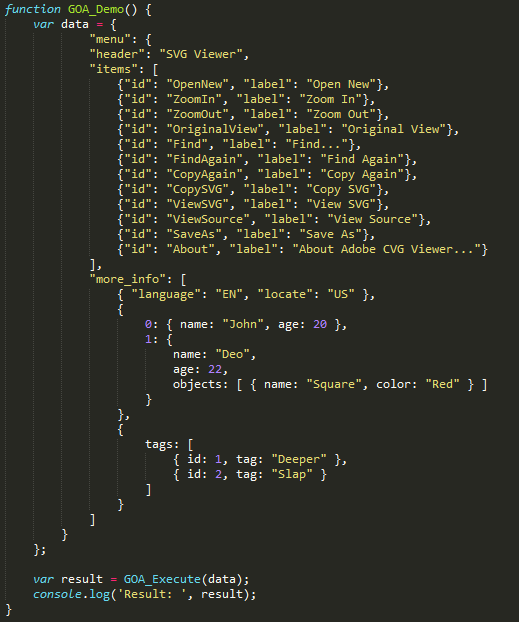 function GOA_Demo() {
    var data = {
            "menu": {
            "header": "SVG Viewer",
            "items": [
                {"id": "OpenNew", "label": "Open New"},
                {"id": "ZoomIn", "label": "Zoom In"},
                {"id": "ZoomOut", "label": "Zoom Out"},
                {"id": "OriginalView", "label": "Original View"},
                {"id": "Find", "label": "Find..."},
                {"id": "FindAgain", "label": "Find Again"},
                {"id": "CopyAgain", "label": "Copy Again"},
                {"id": "CopySVG", "label": "Copy SVG"},
                {"id": "ViewSVG", "label": "View SVG"},
                {"id": "ViewSource", "label": "View Source"},
                {"id": "SaveAs", "label": "Save As"},
                {"id": "About", "label": "About Adobe CVG Viewer..."}
            ],
            "more_info": [
                { "language": "EN", "locate": "US" },
                {
                    0: { name: "John", age: 20 },
                    1: {
                        name: "Deo",
                        age: 22,
                        objects: [ { name: "Square", color: "Red" } ]
                    }
                },
                {
                    tags: [
                        { id: 1, tag: "Deeper" },
                        { id: 2, tag: "Slap" }
                    ]
                }
            ]
        }
    };

    var result = GOA_Execute(data);
    console.log('Result: ', result);
}